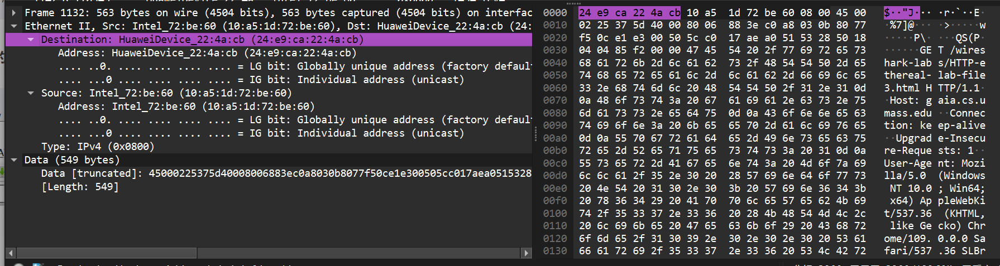 Frame 1132: 563 bytes on wire (4504 bits), 563 bytes captured (4504 bits) on interfac
Ethernet II, Src: Intel_72:be:60 (10:a5:1d:72:be:60), Dst: HuaweiDevice_22:4a:cb (24:
Destination: HuaweiDevice_22:4a:cb (24:e9:ca:22:4a:cb)
Address: HuaweiDevice_22:4a:cb (24:e9:ca:22:4a:cb)
.... ..0. .... .... .... .... = LG bit: Globally unique address (factory defaul
.... ...0 .... .... .... .... = IG bit: Individual address (unicast)
Source: Intel_72:be:60 (10:a5:1d:72:be:60)
Address: Intel_72:be:60 (10:a5:1d:72:be:60)
.... ..0. .... .... .... .... = LG bit: Globally unique address (factory defaul
.... ...0 .... .... .... .... = IG bit: Individual address (unicast)
Type: IPv4 (0x0800)
Data (549 bytes)
Data [truncated]: 45000225375d40008006883ec0a8030b8077f50ce1e300505cc017aea0515328
[Length: 549]
0000 24 e9 ca 22 4a cb 10 a5 1d 72 be 60 08 00 45 00 $··"J··· ·r·`··E·
0010 02 25 37 5d 40 00 80 06 88 3e c0 a8 03 0b 80 77 ·%7]@··· ·>·····w
0020 f5 0c e1 e3 00 50 5c c0 17 ae a0 51 53 28 50 18 ·····P\· ···QS(P·
0030 04 04 85 f2 00 00 47 45 54 20 2f 77 69 72 65 73 ······GE T /wires
0040 68 61 72 6b 2d 6c 61 62 73 2f 48 54 54 50 2d 65 hark-lab s/HTTP-e
0050 74 68 65 72 65 61 6c 2d 6c 61 62 2d 66 69 6c 65 thereal- lab-file
0060 33 2e 68 74 6d 6c 20 48 54 54 50 2f 31 2e 31 0d 3.html H TTP/1.1·
0070 0a 48 6f 73 74 3a 20 67 61 69 61 2e 63 73 2e 75 ·Host: g aia.cs.u
0080 6d 61 73 73 2e 65 64 75 0d 0a 43 6f 6e 6e 65 63 mass.edu ··Connec
0090 74 69 6f 6e 3a 20 6b 65 65 70 2d 61 6c 69 76 65 tion: ke ep-alive
00a0 0d 0a 55 70 67 72 61 64 65 2d 49 6e 73 65 63 75 ··Upgrad e-Insecu
00b0 72 65 2d 52 65 71 75 65 73 74 73 3a 20 31 0d 0a re-Reque sts: 1··
00c0 55 73 65 72 2d 41 67 65 6e 74 3a 20 4d 6f 7a 69 User-Age nt: Mozi
00d0 6c 6c 61 2f 35 2e 30 20 28 57 69 6e 64 6f 77 73 lla/5.0 (Windows
00e0 20 4e 54 20 31 30 2e 30 3b 20 57 69 6e 36 34 3b NT 10.0 ; Win64;
00f0 20 78 36 34 29 20 41 70 70 6c 65 57 65 62 4b 69 x64) Ap pleWebKi
0100 74 2f 35 33 37 2e 33 36 20 28 4b 48 54 4d 4c 2c t/537.36 (KHTML,
0110 20 6c 69 6b 65 20 47 65 63 6b 6f 29 20 43 68 72 like Ge cko) Chr
0120 6f 6d 65 2f 31 30 39 2e 30 2e 30 2e 30 20 53 61 ome/109. 0.0.0 Sa
0130 66 61 72 69 2f 35 33 37 2e 33 36 20 53 4c 42 72 fari/537 .36 SLBr